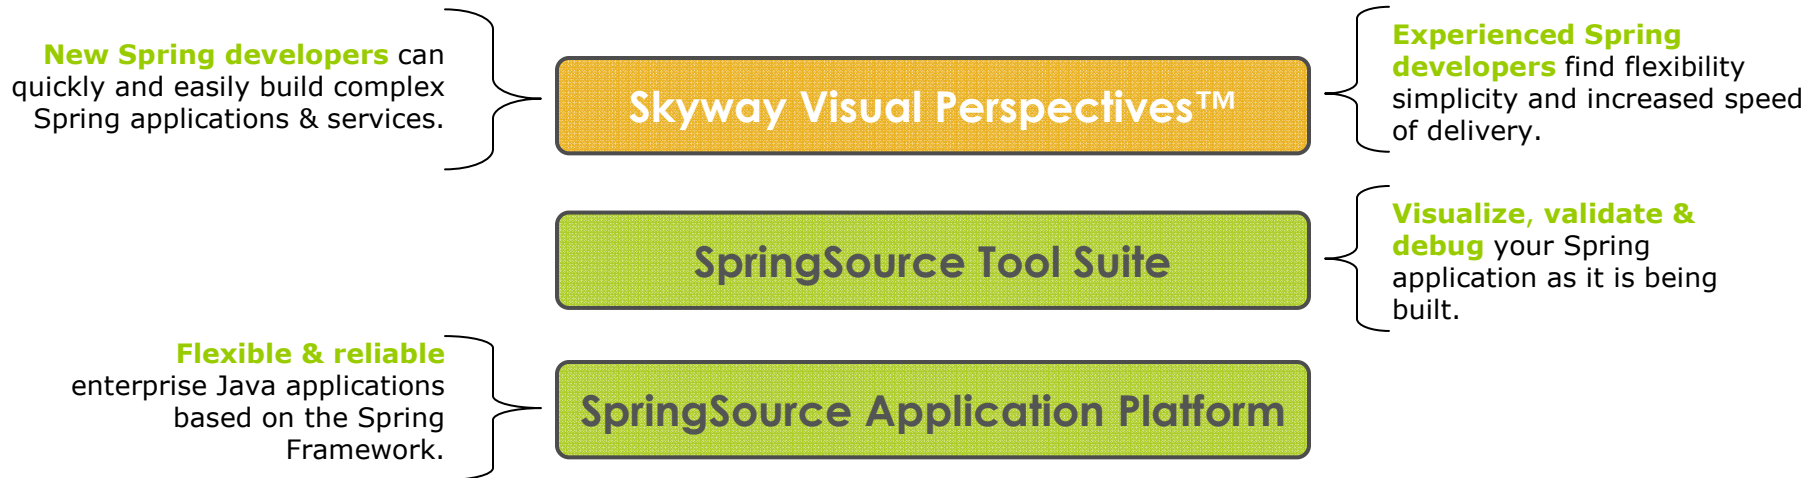 New Spring developers can
quickly and easily build complex
Spring applications & services.
Skyway Visual Perspectives™
Experienced Spring
developers find flexibility
simplicity and increased speed
of delivery.
SpringSource Tool Suite
Visualize, validate &
debug your Spring
application as it is being
built.
Flexible & reliable
enterprise Java applications
based on the Spring
Framework.
SpringSource Application Platform